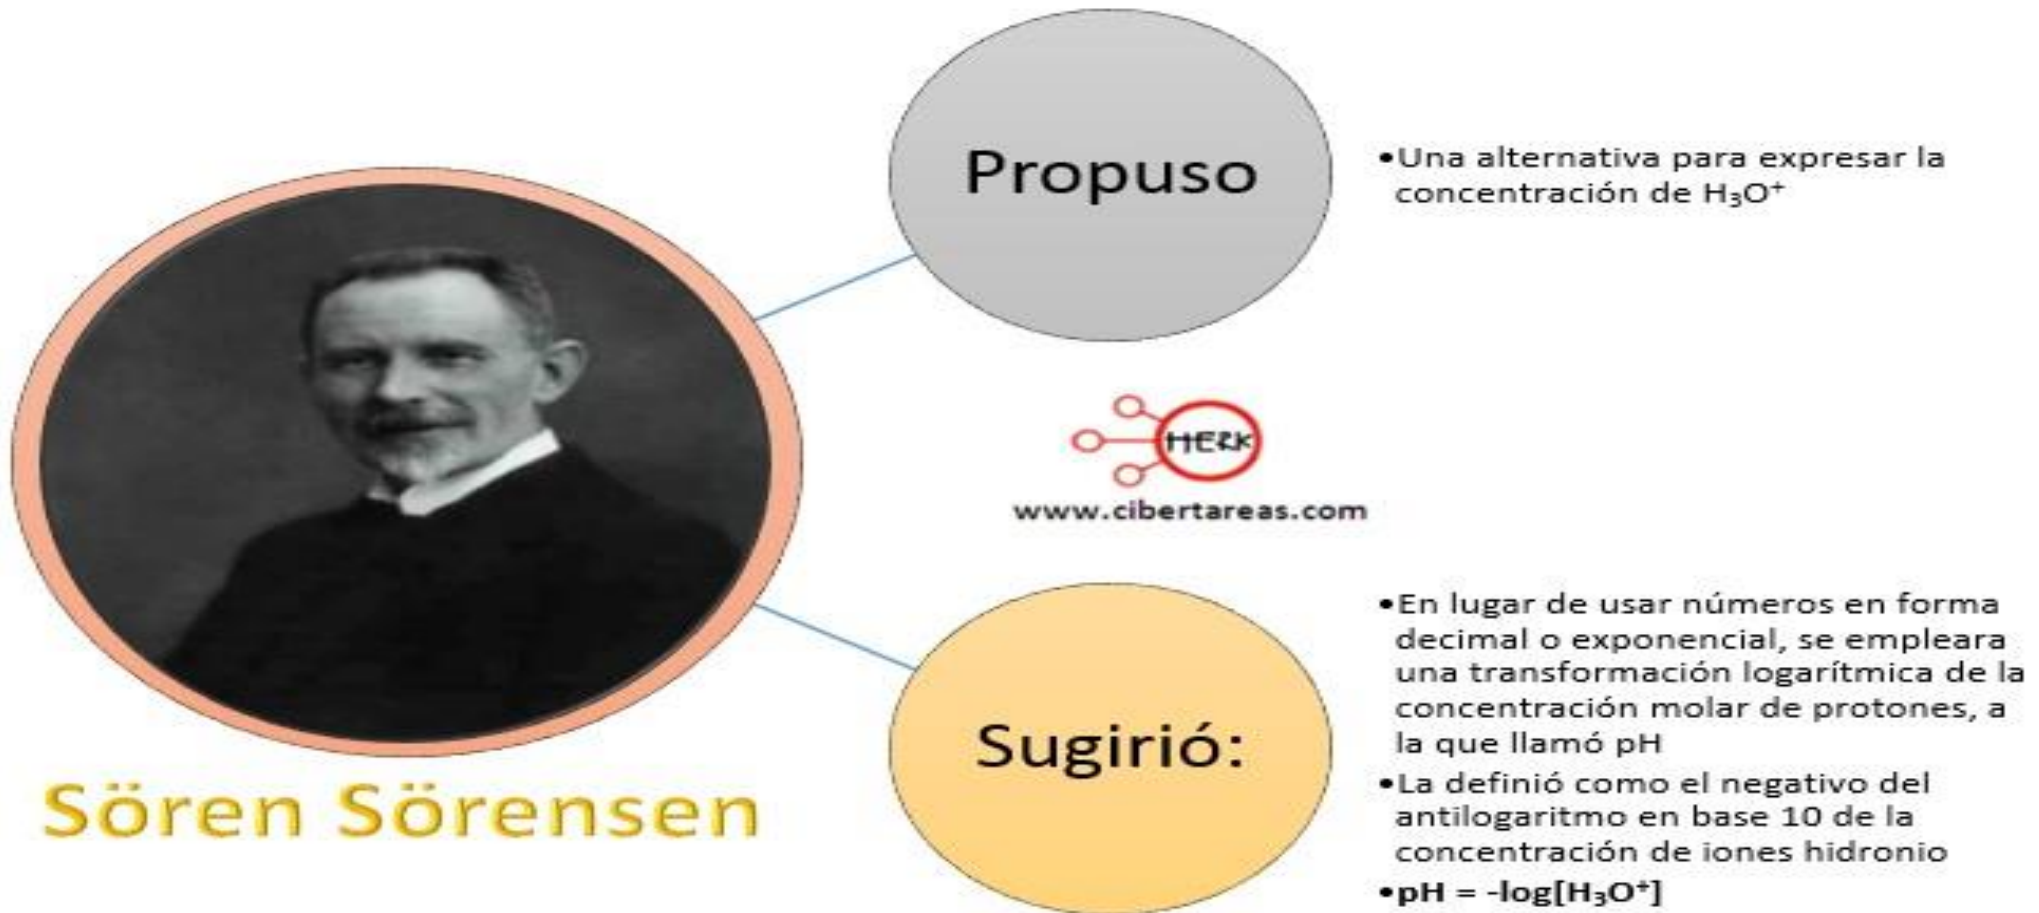 Propuso
•Una alternativa para expresar la
concentración de H₃O⁺
HERK
www.cibertareas.com
Sören Sörensen
Sugirió:
•En lugar de usar números en forma
decimal o exponencial, se empleara
una transformación logarítmica de la
concentración molar de protones, a
la que llamó pH
•La definió como el negativo del
antilogaritmo en base 10 de la
concentración de iones hidronio
•pH = -log[H₃O⁺]